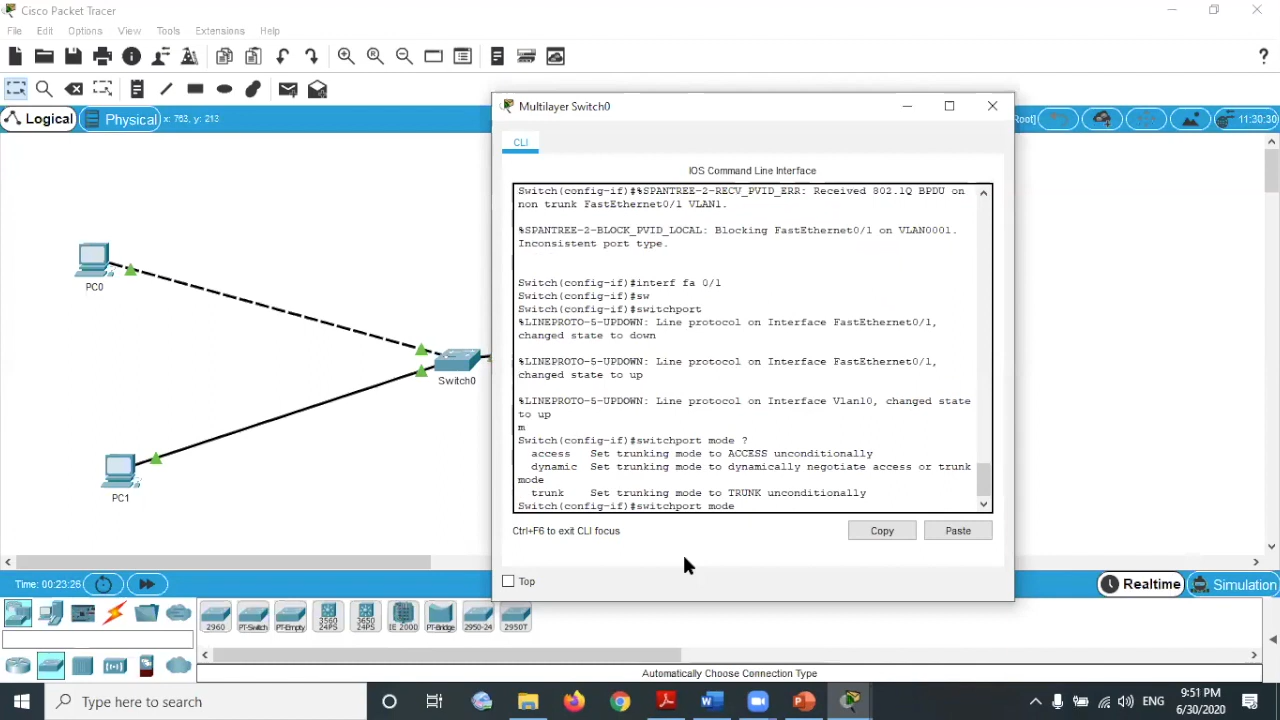 Cisco Packet Tracer
File Edit Options View Tools Extensions Help
?
Logical Physical x: 763, y: 213
Root] 11:30:30
Multilayer Switch0
CLI
IOS Command Line Interface
Switch(config-if)#%SPANTREE-2-RECV_PVID_ERR: Received 802.1Q BPDU on
non trunk FastEthernet0/1 VLAN1.
%SPANTREE-2-BLOCK_PVID_LOCAL: Blocking FastEthernet0/1 on VLAN0001.
Inconsistent port type.
Switch(config-if)#interf fa 0/1
Switch(config-if)#sw
Switch(config-if)#switchport
%LINEPROTO-5-UPDOWN: Line protocol on Interface FastEthernet0/1,
changed state to down
%LINEPROTO-5-UPDOWN: Line protocol on Interface FastEthernet0/1,
changed state to up
%LINEPROTO-5-UPDOWN: Line protocol on Interface Vlan10, changed state
to up
m
Switch(config-if)#switchport mode ?
access Set trunking mode to ACCESS unconditionally
dynamic Set trunking mode to dynamically negotiate access or trunk
mode
trunk Set trunking mode to TRUNK unconditionally
Switch(config-if)#switchport mode
Ctrl+F6 to exit CLI focus
Copy Paste
Top
PC0
Switch0
PC1
Time: 00:23:26
Realtime Simulation
2960 PT-Switch PT-Empty 3560 24PS 3650 24PS IE 2000 PT-Bridge 2950-24 2950T
Automatically Choose Connection Type
Type here to search
ENG
9:51 PM
6/30/2020